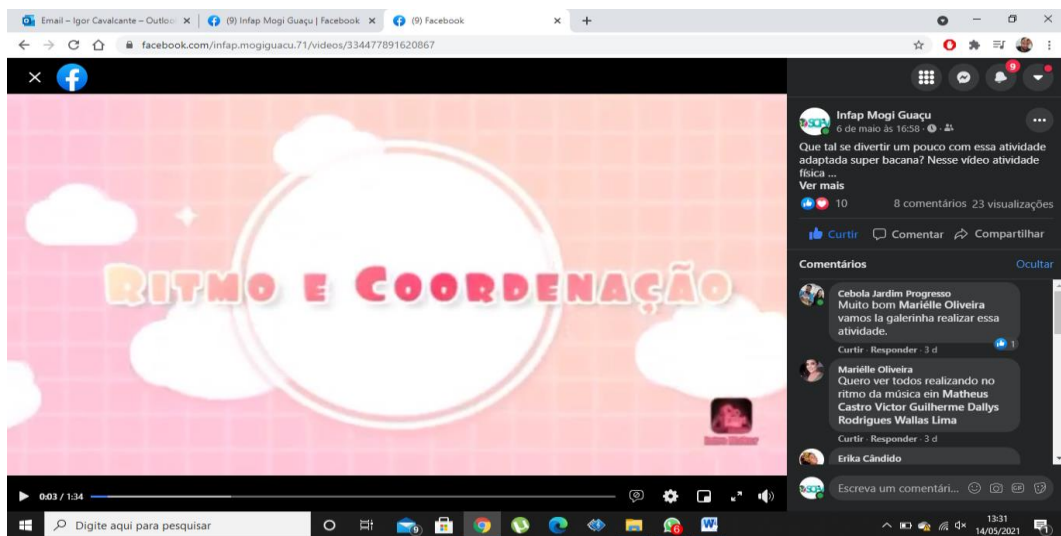 Email – Igor Cavalcante – Outloo
(9) Infap Mogi Guaçu | Facebook
(9) Facebook
facebook.com/infap.mogiguacu.71/videos/334477891620867
9
RITMO E COORDENAÇÃO
0:03 / 1:34
Infap Mogi Guaçu
6 de maio às 16:58
Que tal se divertir um pouco com essa atividade
adaptada super bacana? Nesse vídeo atividade
física ...
Ver mais
10 8 comentários 23 visualizações
Curtir Comentar Compartilhar
Comentários Ocultar
Cebola Jardim Progresso
Muito bom Mariélle Oliveira
vamos la galerinha realizar essa
atividade.
1
Curtir · Responder · 3 d
Mariélle Oliveira
Quero ver todos realizando no
ritmo da música ein Matheus
Castro Victor Guilherme Dallys
Rodrigues Wallas Lima
Curtir · Responder · 3 d
Erika Cândido
Escreva um comentári...
GIF
Digite aqui para pesquisar
13:31
14/05/2021